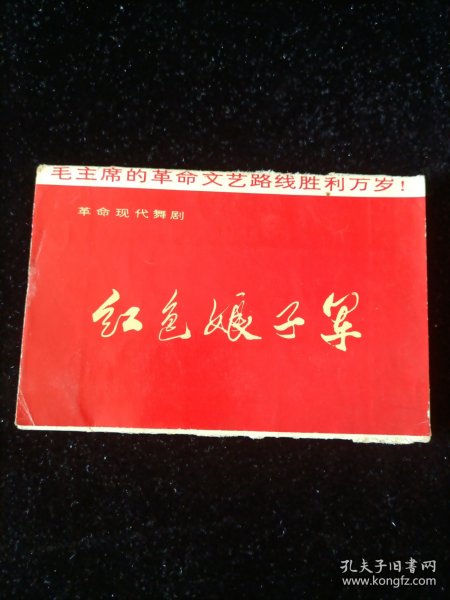 毛主席的革命文艺路线胜利万岁！
革命现代舞剧
红色娘子军
孔夫子旧书网
www.kongfz.com